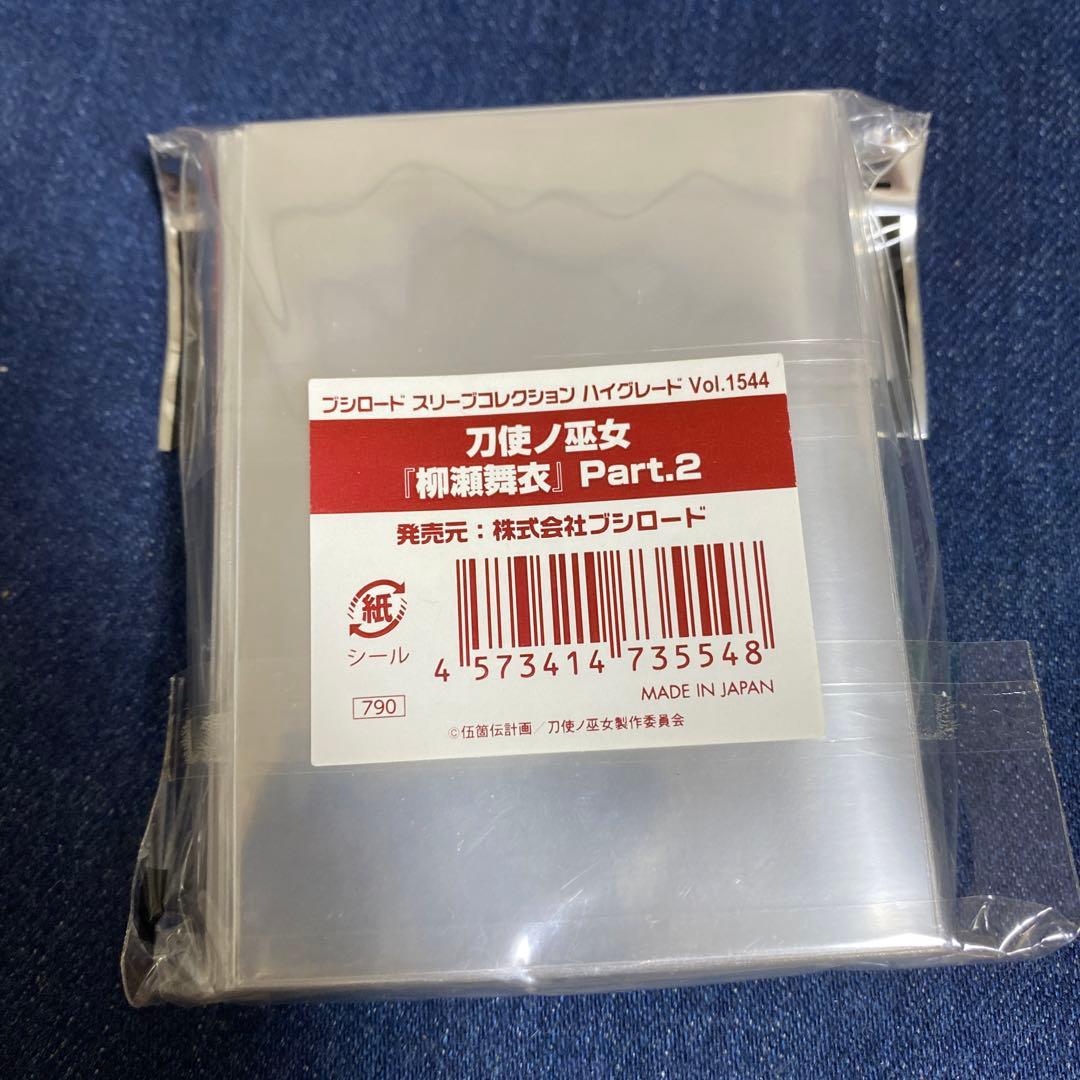 ブシロード スリーブコレクション ハイグレード Vol.1544
刀使ノ巫女
『柳瀬舞衣』 Part.2
発売元：株式会社ブシロード
紙
シール
4 573414 735548
790
MADE IN JAPAN
©伍箇伝計画/刀使ノ巫女製作委員会